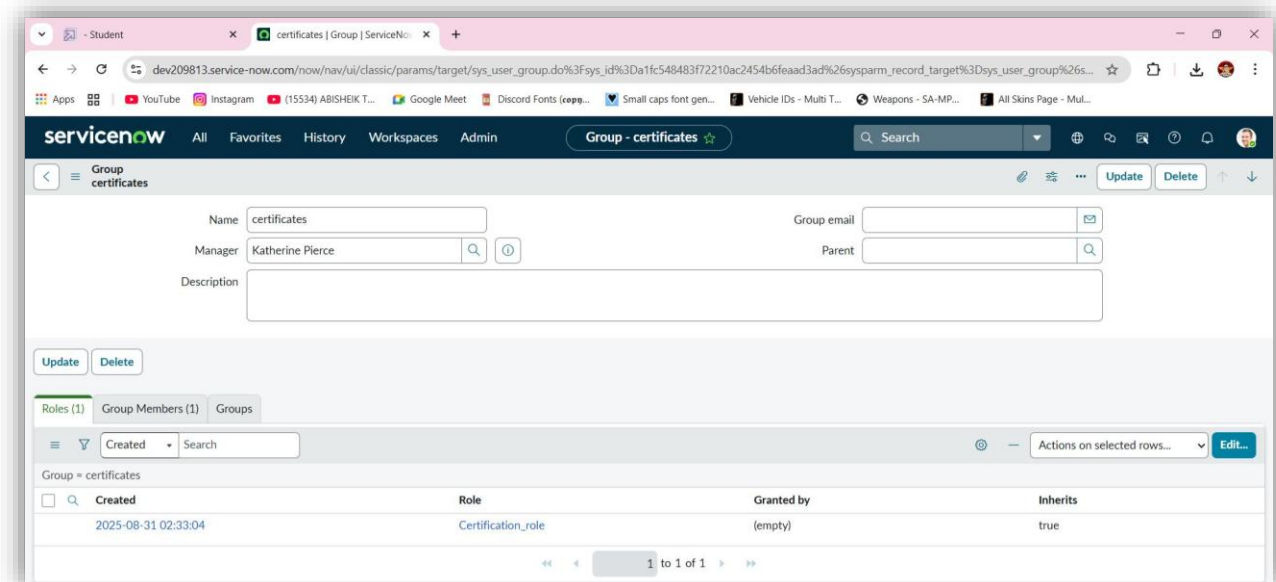 - Student
certificates | Group | ServiceNo
dev209813.service-now.com/now/nav/ui/classic/params/target/sys_user_group.do%3Fsys_id%3Da1fc548483f72210ac2454b6feaad3ad%26sysparm_record_target%3Dsys_user_group%26s...
Apps YouTube Instagram (15534) ABISHEIK T... Google Meet Discord Fonts (𝖈𝖔𝖕𝖞... Small caps font gen... Vehicle IDs - Multi T... Weapons - SA-MP... All Skins Page - Mul...
servicenow All Favorites History Workspaces Admin Group - certificates Search
Group
certificates
Update Delete
Name certificates Group email
Manager Katherine Pierce Parent
Description
Update Delete
Roles (1) Group Members (1) Groups
Created Search Actions on selected rows... Edit...
Group = certificates
Created Role Granted by Inherits
2025-08-31 02:33:04 Certification_role (empty) true
1 to 1 of 1